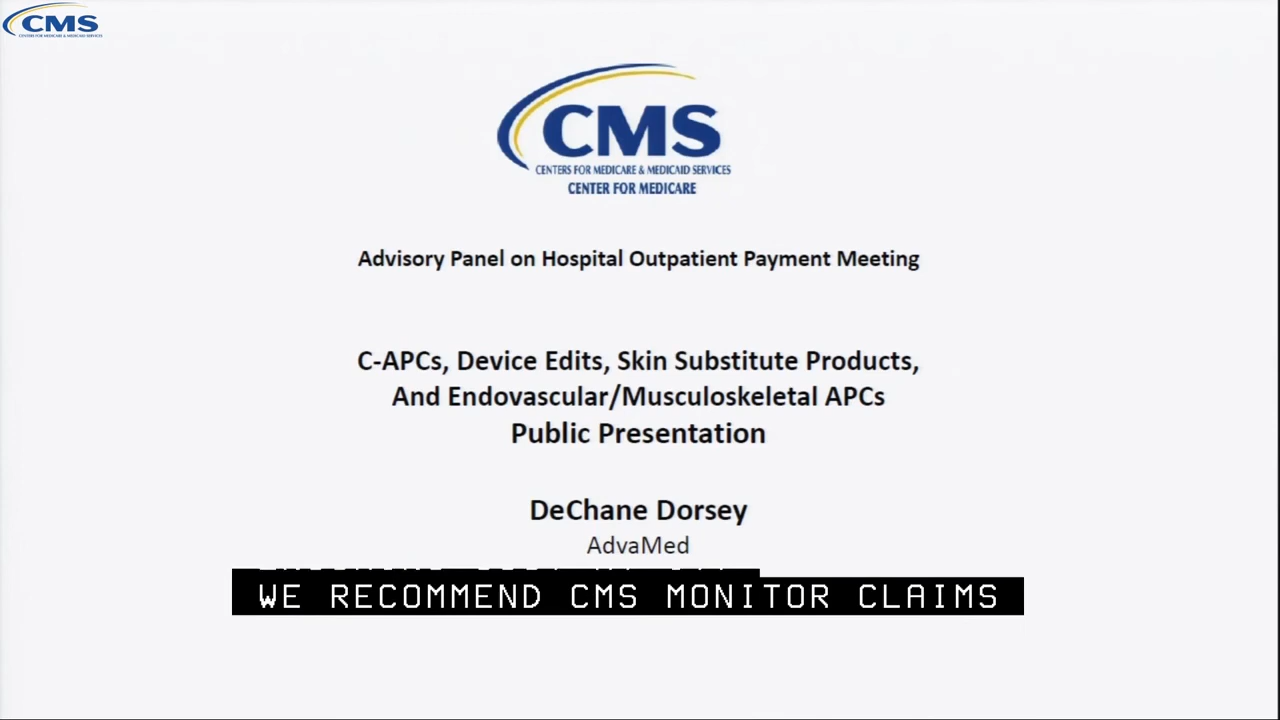 CMS
CENTERS FOR MEDICARE & MEDICAID SERVICES
CMS
CENTERS FOR MEDICARE & MEDICAID SERVICES
CENTER FOR MEDICARE
Advisory Panel on Hospital Outpatient Payment Meeting
C-APCs, Device Edits, Skin Substitute Products,
And Endovascular/Musculoskeletal APCs
Public Presentation
DeChane Dorsey
AdvaMed
WE RECOMMEND CMS MONITOR CLAIMS